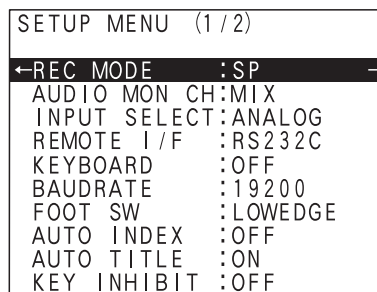 SETUP MENU (1/2)
←REC MODE :SP
AUDIO MON CH:MIX
INPUT SELECT:ANALOG
REMOTE I/F :RS232C
KEYBOARD :OFF
BAUDRATE :19200
FOOT SW :LOWEDGE
AUTO INDEX :OFF
AUTO TITLE :ON
KEY INHIBIT :OFF